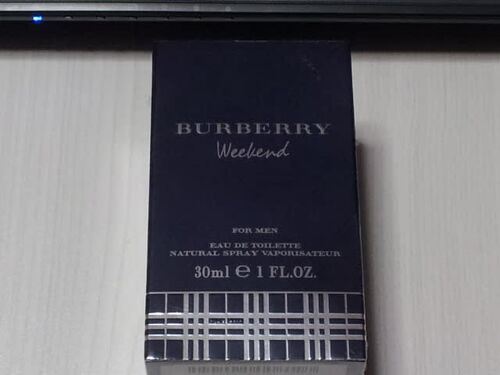 BURBERRY
Weekend
FOR MEN
EAU DE TOILETTE
NATURAL SPRAY VAPORISATEUR
30ml ℮ 1 FL.OZ.